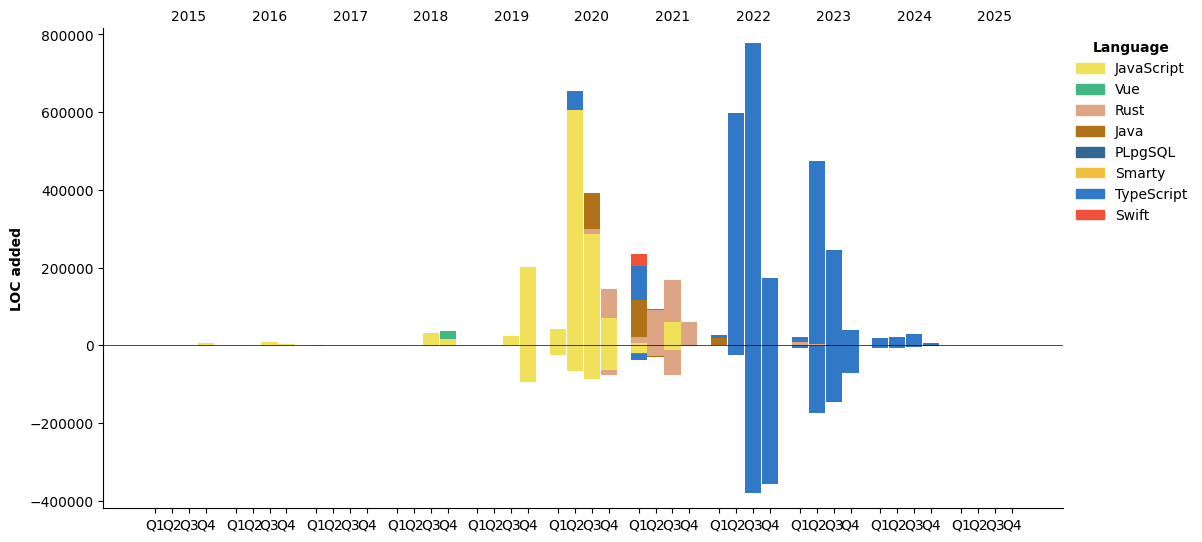 2015 2016 2017 2018 2019 2020 2021 2022 2023 2024 2025
Language
JavaScript
Vue
Rust
Java
PLpgSQL
Smarty
TypeScript
Swift
LOC added
800000
600000
400000
200000
0
−200000
−400000
Q1Q2Q3Q4 Q1Q2Q3Q4 Q1Q2Q3Q4 Q1Q2Q3Q4 Q1Q2Q3Q4 Q1Q2Q3Q4 Q1Q2Q3Q4 Q1Q2Q3Q4 Q1Q2Q3Q4 Q1Q2Q3Q4 Q1Q2Q3Q4